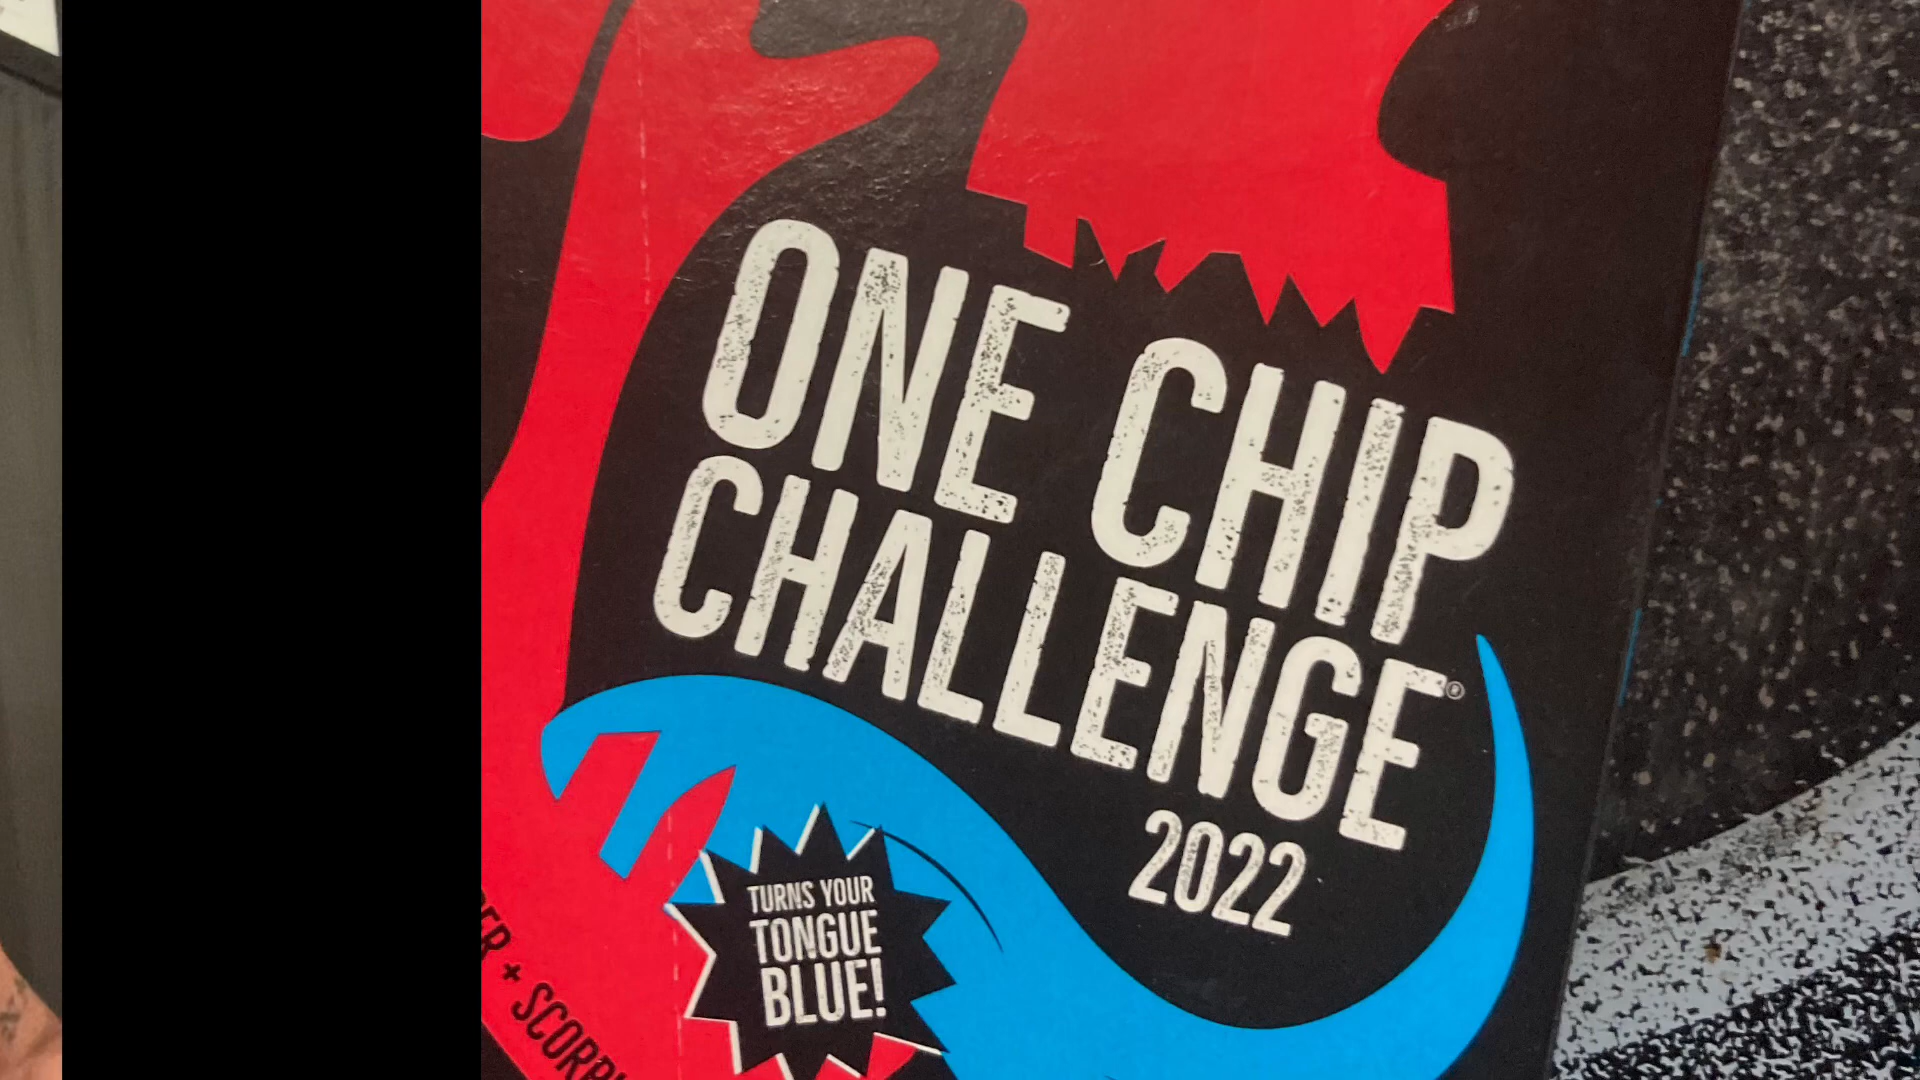 ONE CHIP
CHALLENGE®
2022
TURNS YOUR
TONGUE
BLUE!